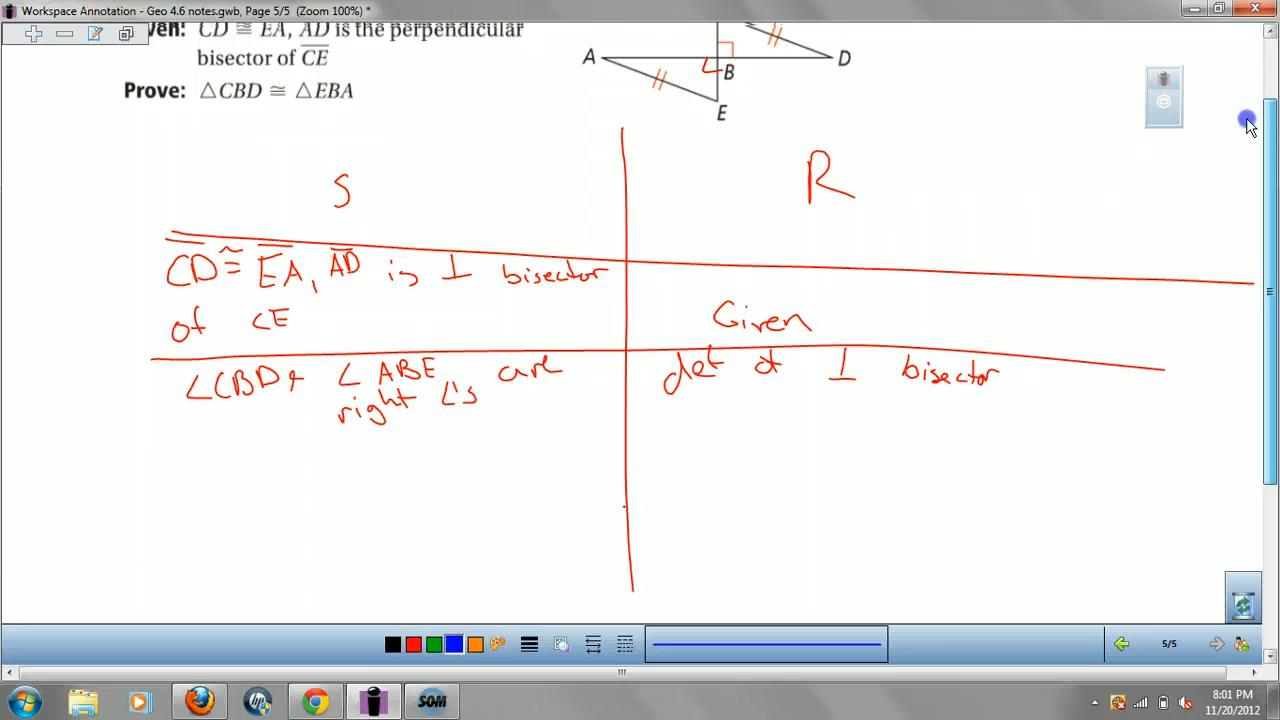 Workspace Annotation - Geo 4.6 notes.gwb, Page 5/5 (Zoom 100%) *
ven: CD ≅ EA, AD is the perpendicular
bisector of CE
Prove: △CBD ≅ △EBA
A
B
D
E
S
R
CD ≅ EA, AD is ⊥ bisector
of CE
Given
∠CBD + ∠ABE are
right ∠'s
def of ⊥ bisector
5/5
SOM
8:01 PM
11/20/2012